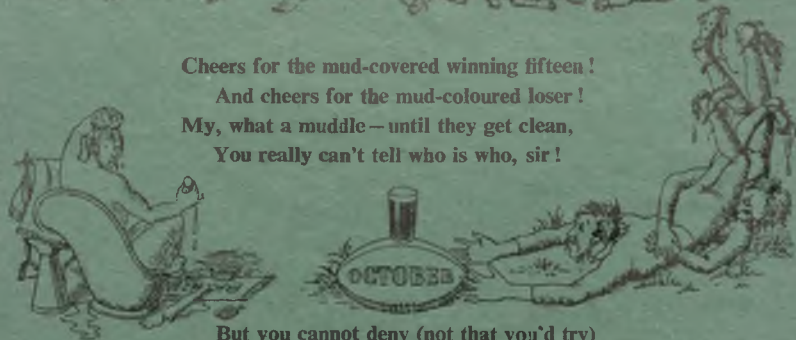 Cheers for the mud-covered winning fifteen!
And cheers for the mud-coloured loser!
My, what a muddle—until they get clean,
You really can't tell who is who, sir!
OCTOBER
But you cannot deny (not that you'd try)